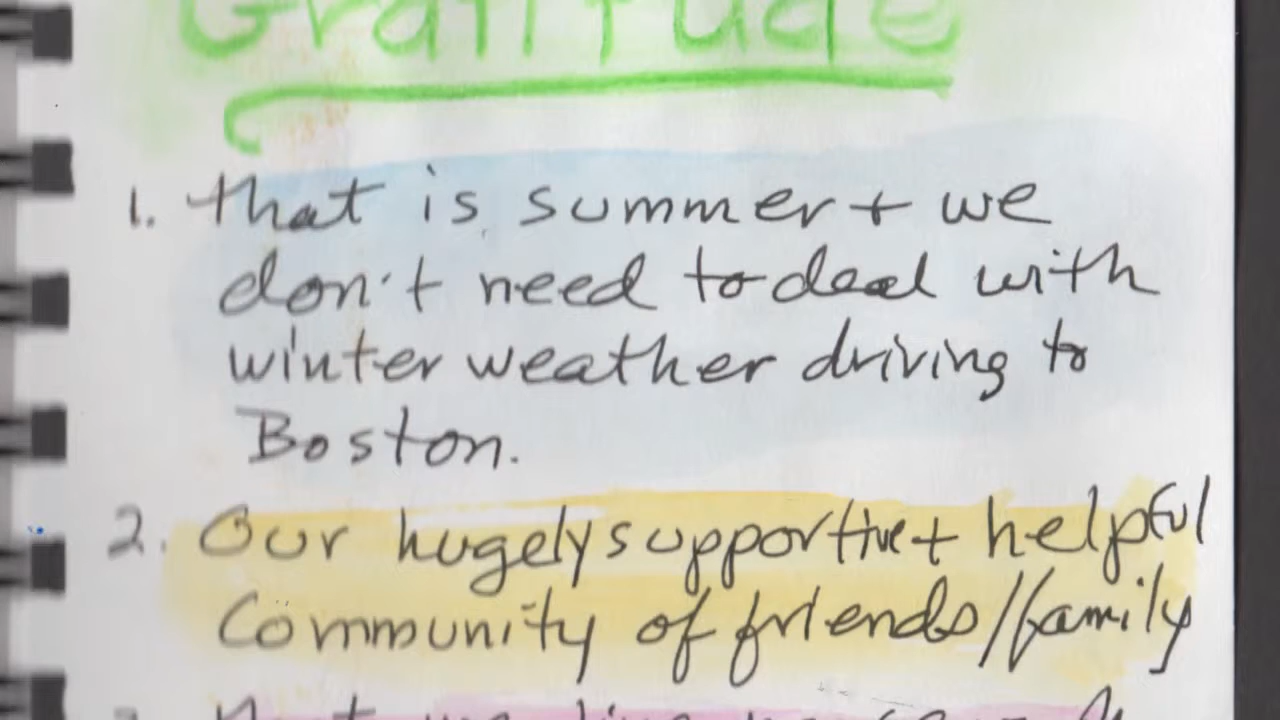 Gratitude
1. that is summer + we
don't need to deal with
winter weather driving to
Boston.
2. Our hugely supportive + helpful
Community of friends//family